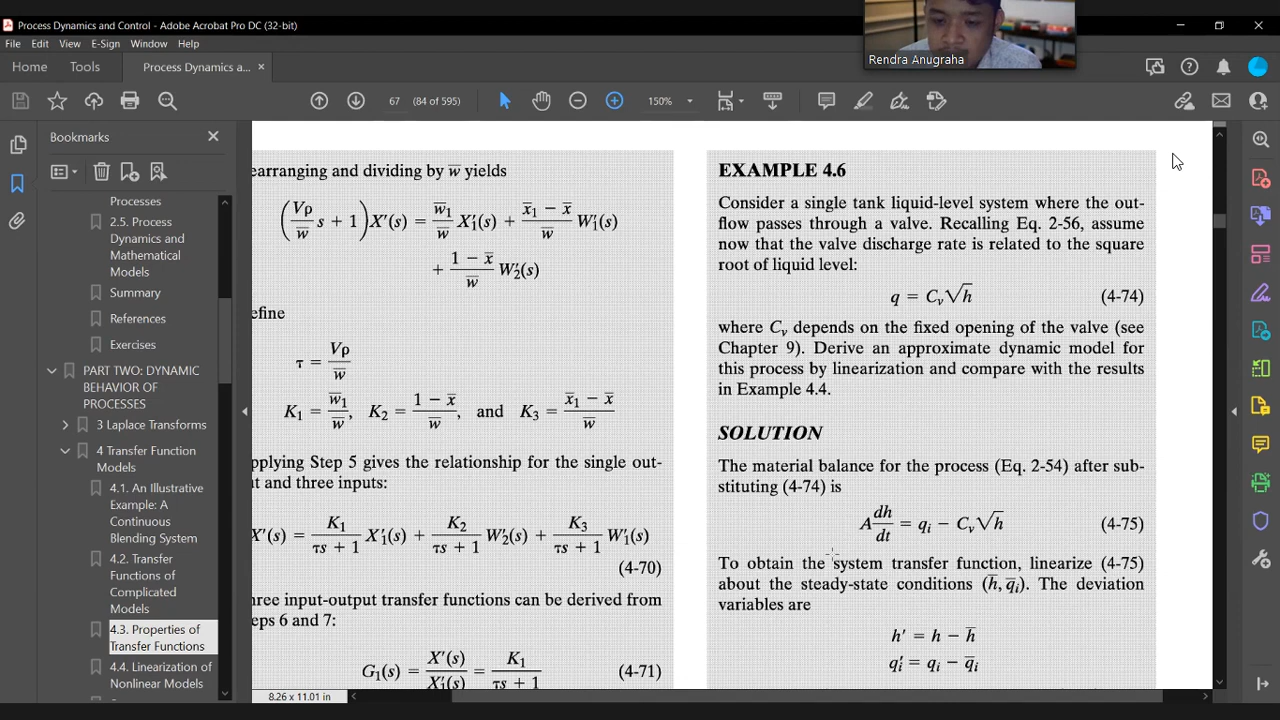 Process Dynamics and Control - Adobe Acrobat Pro DC (32-bit)
File Edit View E-Sign Window Help
Rendra Anugraha
Home Tools Process Dynamics a... ×
67 (84 of 595) 150%
Bookmarks
Processes
2.5. Process
Dynamics and
Mathematical
Models
Summary
References
Exercises
PART TWO: DYNAMIC
BEHAVIOR OF
PROCESSES
3 Laplace Transforms
4 Transfer Function
Models
4.1. An Illustrative
Example: A
Continuous
Blending System
4.2. Transfer
Functions of
Complicated
Models
4.3. Properties of
Transfer Functions
4.4. Linearization of
Nonlinear Models
earranging and dividing by w̅ yields
(Vρ/w̅ s + 1)X′(s) = w̅₁/w̅ X′₁(s) + (x̅₁ − x̅)/w̅ W′₁(s)
+ (1 − x̅)/w̅ W′₂(s)
efine
τ = Vρ/w̅
K₁ = w̅₁/w̅, K₂ = (1 − x̅)/w̅, and K₃ = (x̅₁ − x̅)/w̅
pplying Step 5 gives the relationship for the single out-
ut and three inputs:
X′(s) = K₁/(τs + 1) X′₁(s) + K₂/(τs + 1) W′₂(s) + K₃/(τs + 1) W′₁(s)
(4-70)
hree input-output transfer functions can be derived from
eps 6 and 7:
G₁(s) = X′(s)/X′₁(s) = K₁/(τs + 1) (4-71)
EXAMPLE 4.6
Consider a single tank liquid-level system where the out-
flow passes through a valve. Recalling Eq. 2-56, assume
now that the valve discharge rate is related to the square
root of liquid level:
q = Cᵥ√h (4-74)
where Cᵥ depends on the fixed opening of the valve (see
Chapter 9). Derive an approximate dynamic model for
this process by linearization and compare with the results
in Example 4.4.
SOLUTION
The material balance for the process (Eq. 2-54) after sub-
stituting (4-74) is
A dh/dt = qᵢ − Cᵥ√h (4-75)
To obtain the system transfer function, linearize (4-75)
about the steady-state conditions (h̅, q̅ᵢ). The deviation
variables are
h′ = h − h̅
q′ᵢ = qᵢ − q̅ᵢ
8.26 x 11.01 in